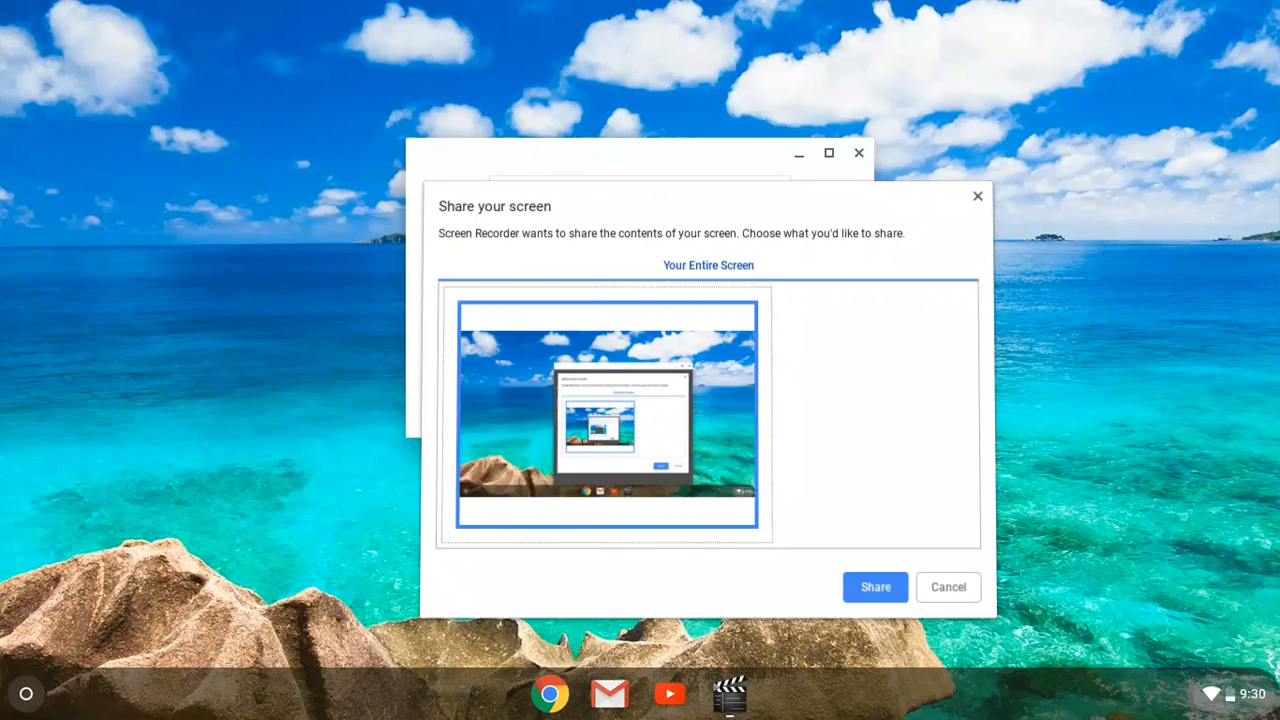 Share your screen
Screen Recorder wants to share the contents of your screen. Choose what you'd like to share.
Your Entire Screen
Share
Cancel
9:30